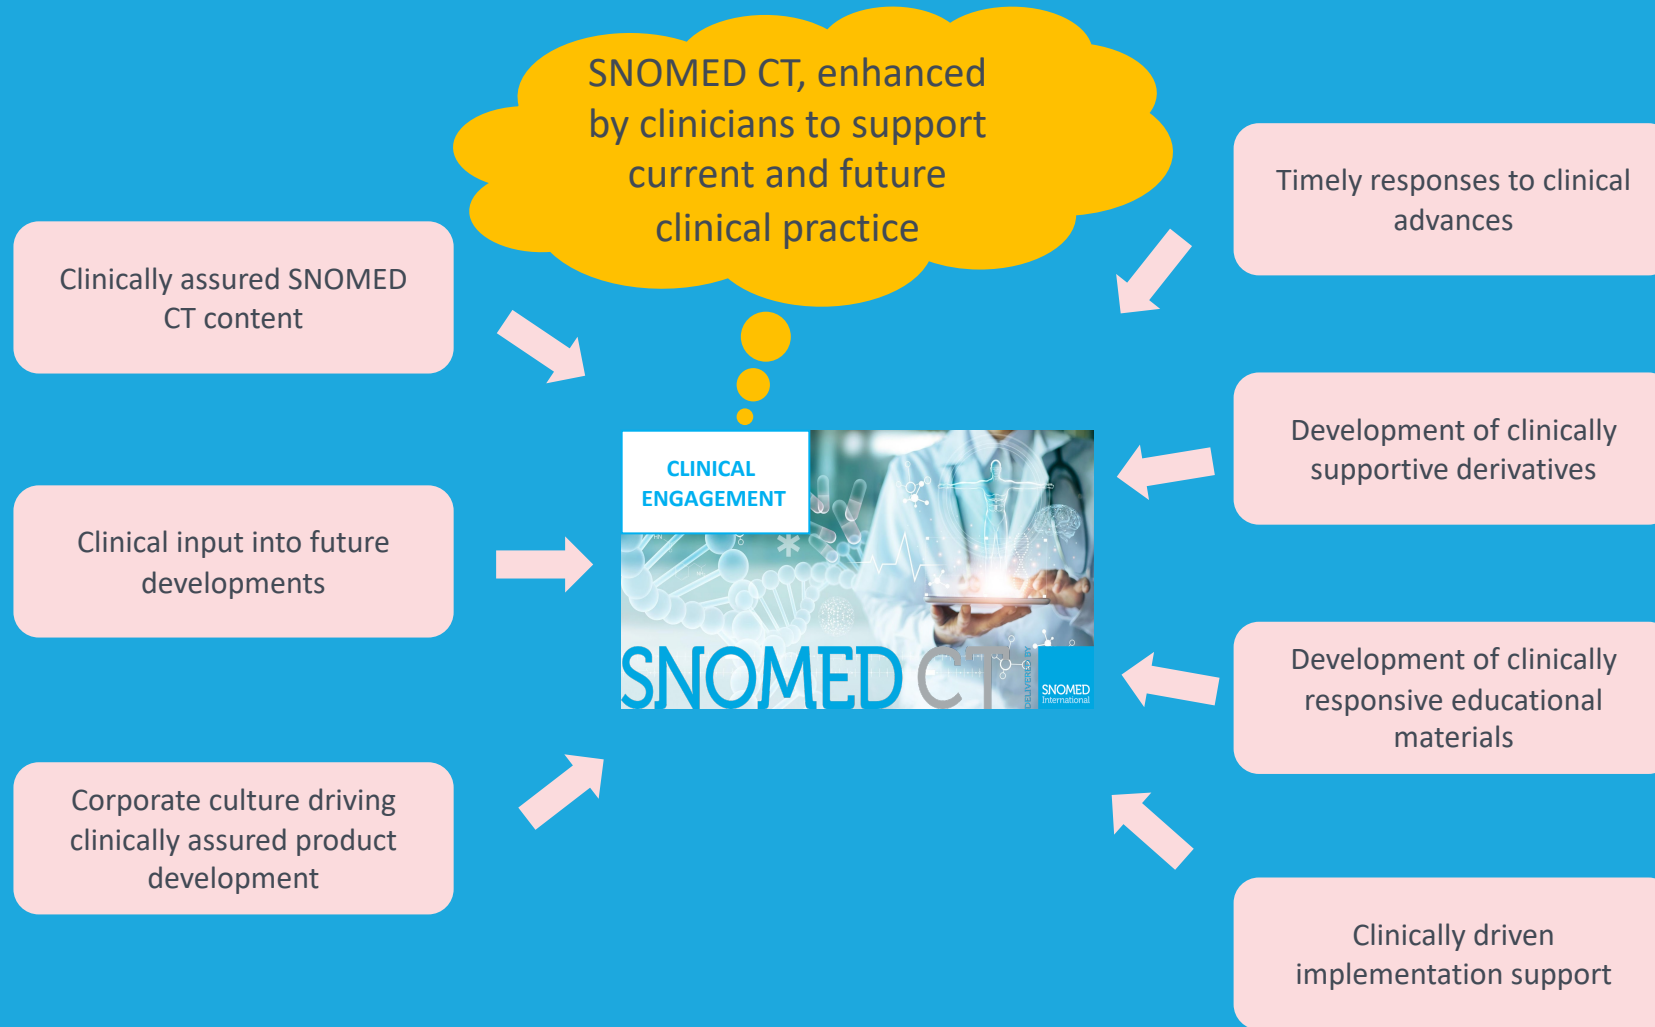 SNOMED CT, enhanced
by clinicians to support
current and future
clinical practice
Clinically assured SNOMED
CT content
Clinical input into future
developments
Corporate culture driving
clinically assured product
development
CLINICAL
ENGAGEMENT
SNOMED CT
DELIVERED BY
SNOMED
International
Timely responses to clinical
advances
Development of clinically
supportive derivatives
Development of clinically
responsive educational
materials
Clinically driven
implementation support